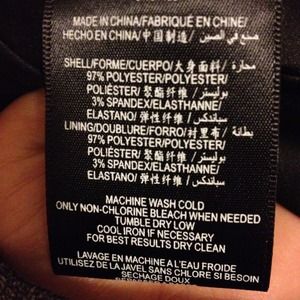 MADE IN CHINA/FABRIQUÉ EN CHINE/
HECHO EN CHINA/中国制造/صنع في الصين
SHELL/FORME/CUERPO/大身面料/محارة
97% POLYESTER/POLYESTER/
POLIÉSTER/聚酯纤维/بوليستر
3% SPANDEX/ELASTHANNE/
ELASTANO/弹性纤维/سباندكس
LINING/DOUBLURE/FORRO/衬里布/بطانة
97% POLYESTER/POLYESTER/
POLIÉSTER/聚酯纤维/بوليستر
3% SPANDEX/ELASTHANNE/
ELASTANO/弹性纤维/سباندكس
MACHINE WASH COLD
ONLY NON-CHLORINE BLEACH WHEN NEEDED
TUMBLE DRY LOW
COOL IRON IF NECESSARY
FOR BEST RESULTS DRY CLEAN
LAVAGE EN MACHINE A L'EAU FROIDE
UTILISEZ DE LAJAVEL SANS CHLORE SI BESOIN
SECHAGE DOUX